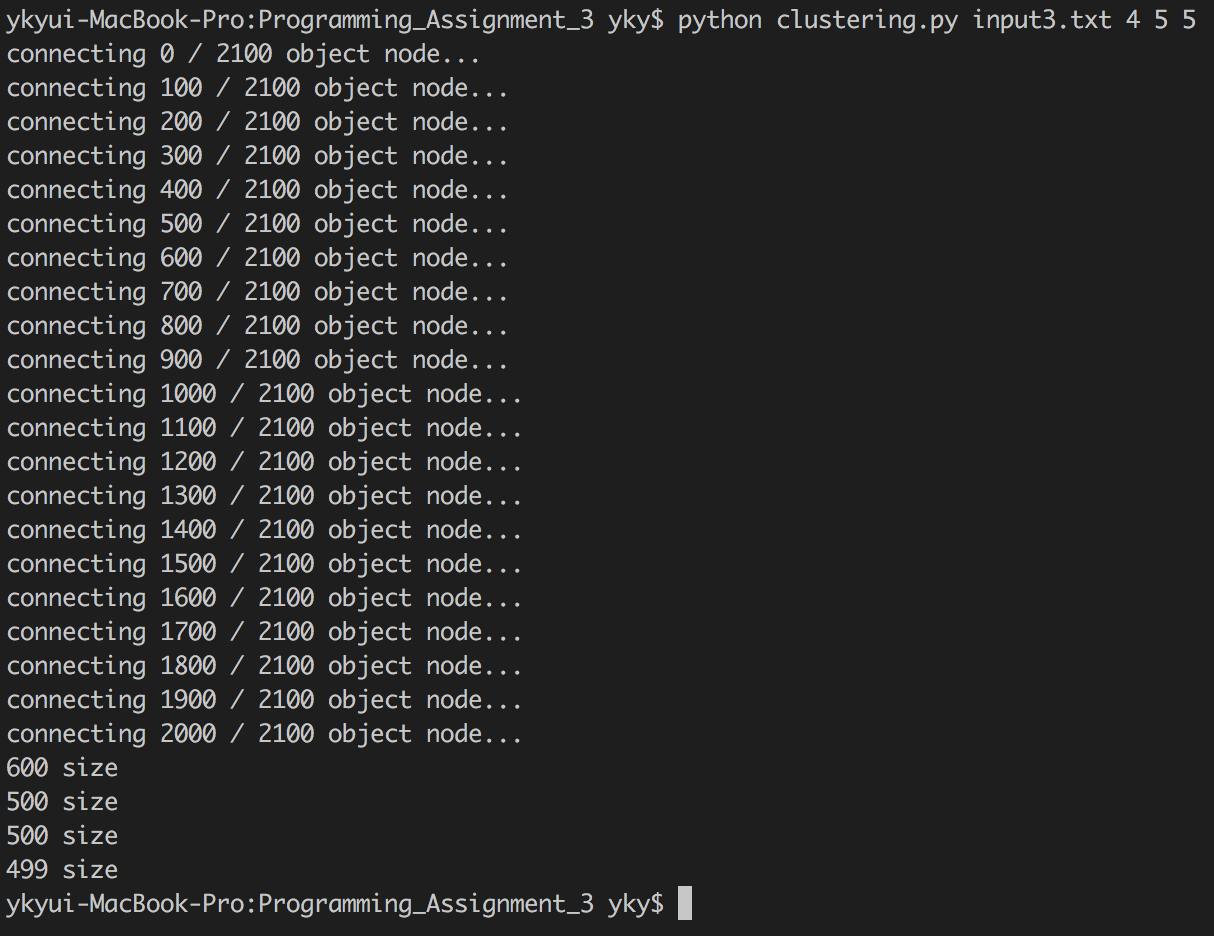 ykyui-MacBook-Pro:Programming_Assignment_3 yky$ python clustering.py input3.txt 4 5 5
connecting 0 / 2100 object node...
connecting 100 / 2100 object node...
connecting 200 / 2100 object node...
connecting 300 / 2100 object node...
connecting 400 / 2100 object node...
connecting 500 / 2100 object node...
connecting 600 / 2100 object node...
connecting 700 / 2100 object node...
connecting 800 / 2100 object node...
connecting 900 / 2100 object node...
connecting 1000 / 2100 object node...
connecting 1100 / 2100 object node...
connecting 1200 / 2100 object node...
connecting 1300 / 2100 object node...
connecting 1400 / 2100 object node...
connecting 1500 / 2100 object node...
connecting 1600 / 2100 object node...
connecting 1700 / 2100 object node...
connecting 1800 / 2100 object node...
connecting 1900 / 2100 object node...
connecting 2000 / 2100 object node...
600 size
500 size
500 size
499 size
ykyui-MacBook-Pro:Programming_Assignment_3 yky$